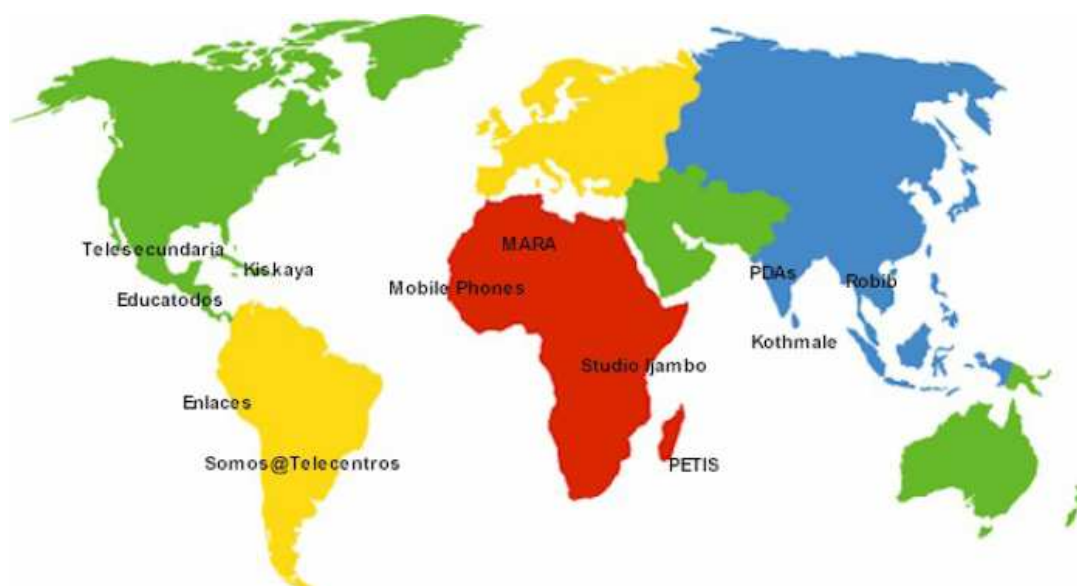 MARA
Telesecundaria
Kiskaya
PDAs
Robib
Mobile Phones
Educatodos
Kothmale
Studio Ijambo
Enlaces
Somos@Telecentros
PETIS